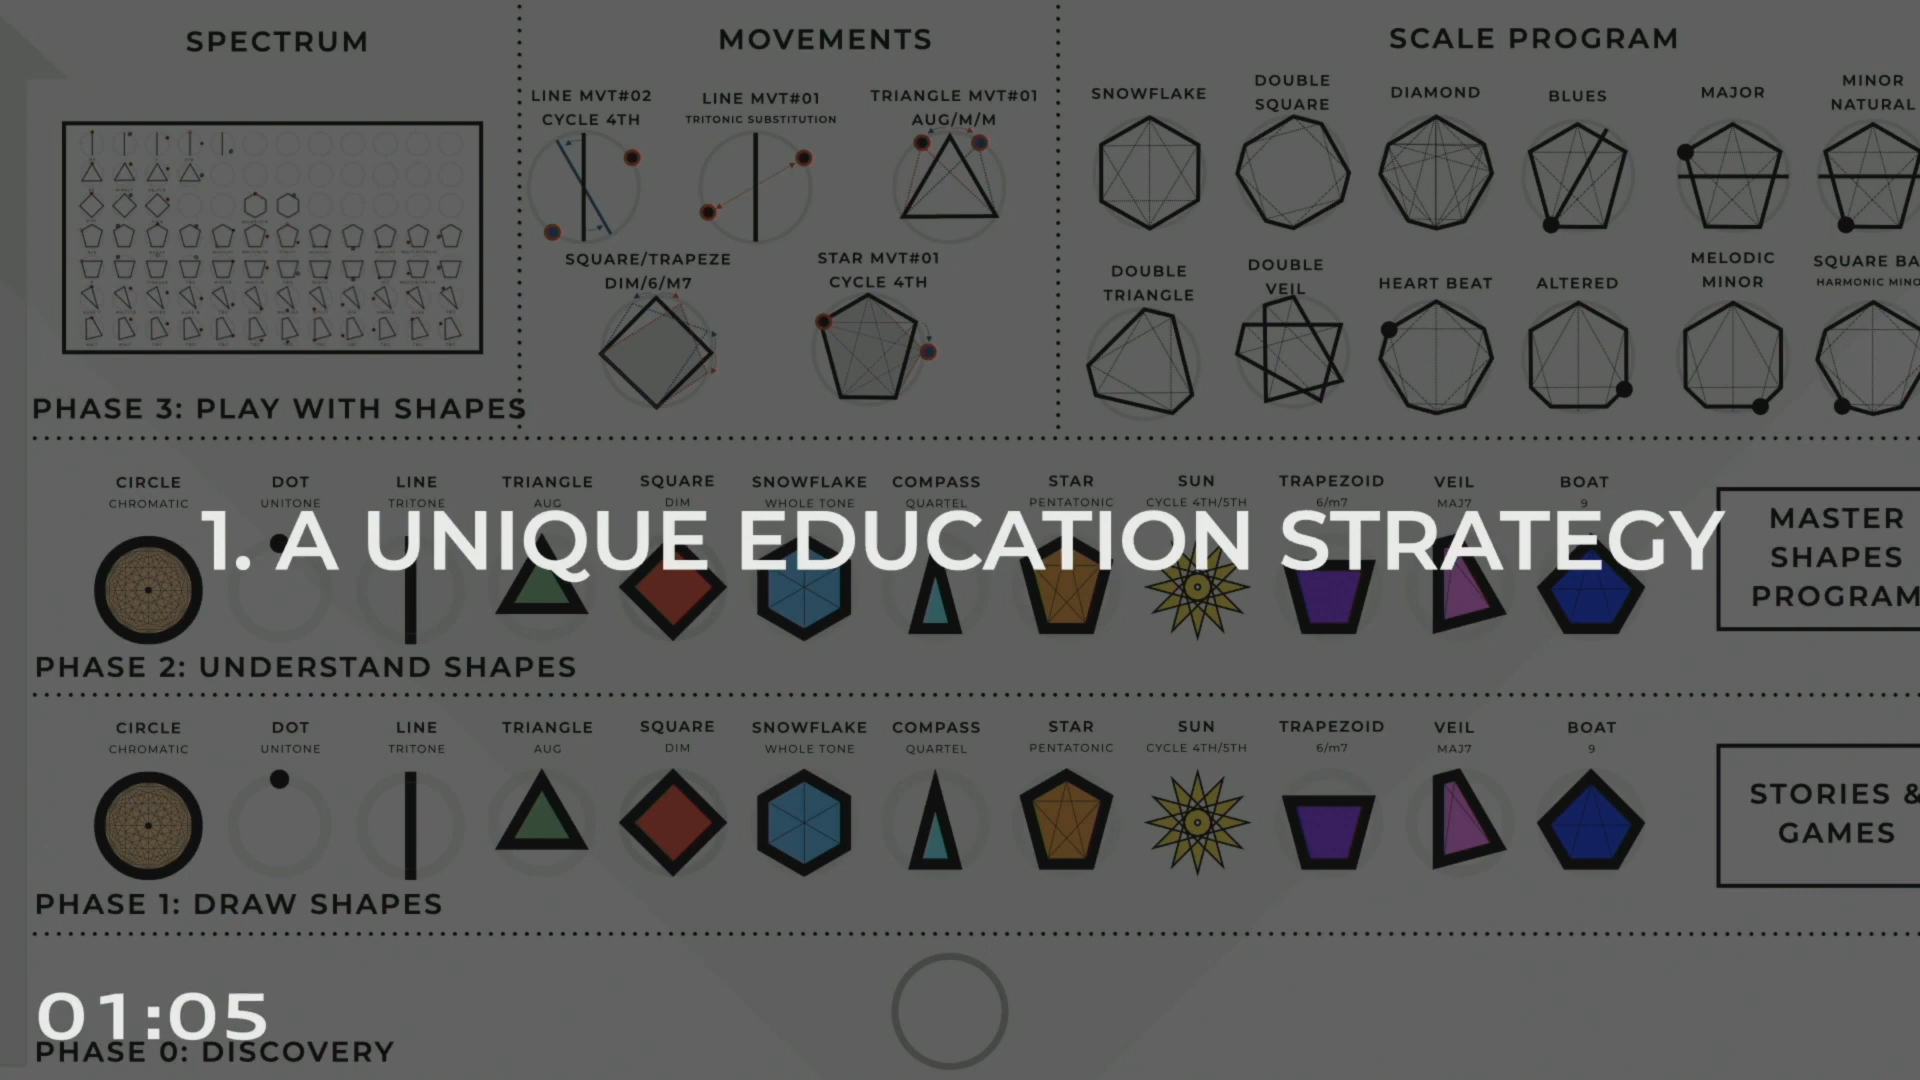 SPECTRUM
MOVEMENTS
SCALE PROGRAM
LINE MVT#02
CYCLE 4TH
LINE MVT#01
TRITONIC SUBSTITUTION
TRIANGLE MVT#01
AUG/M/M
SNOWFLAKE
DOUBLE
SQUARE
DIAMOND
BLUES
MAJOR
MINOR
NATURAL
SQUARE/TRAPEZE
DIM/6/M7
STAR MVT#01
CYCLE 4TH
DOUBLE
TRIANGLE
DOUBLE
VEIL
HEART BEAT
ALTERED
MELODIC
MINOR
SQUARE BA
HARMONIC MINO
PHASE 3: PLAY WITH SHAPES
CIRCLE
CHROMATIC
DOT
UNITONE
LINE
TRITONE
TRIANGLE
AUG
SQUARE
DIM
SNOWFLAKE
WHOLE TONE
COMPASS
QUARTEL
STAR
PENTATONIC
SUN
CYCLE 4TH/5TH
TRAPEZOID
6/m7
VEIL
MAJ7
BOAT
9
MASTER
SHAPES
PROGRAM
1. A UNIQUE EDUCATION STRATEGY
PHASE 2: UNDERSTAND SHAPES
CIRCLE
CHROMATIC
DOT
UNITONE
LINE
TRITONE
TRIANGLE
AUG
SQUARE
DIM
SNOWFLAKE
WHOLE TONE
COMPASS
QUARTEL
STAR
PENTATONIC
SUN
CYCLE 4TH/5TH
TRAPEZOID
6/m7
VEIL
MAJ7
BOAT
9
STORIES &
GAMES
PHASE 1: DRAW SHAPES
01:05
PHASE 0: DISCOVERY